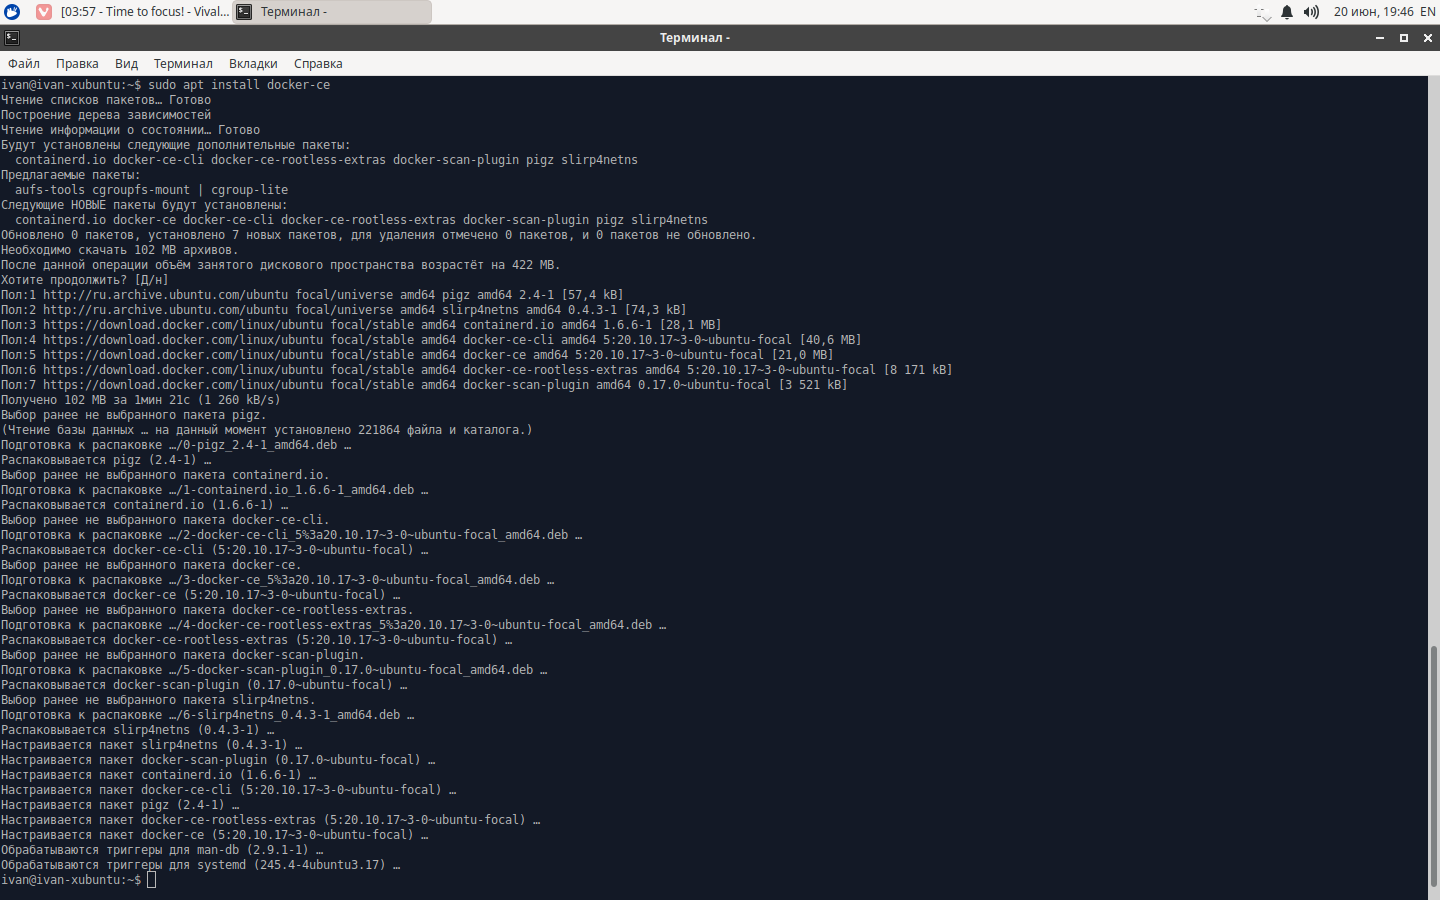 [03:57 - Time to focus! - Vival...
Терминал -
20 июн, 19:46 EN
Терминал -
Файл Правка Вид Терминал Вкладки Справка
ivan@ivan-xubuntu:~$ sudo apt install docker-ce
Чтение списков пакетов… Готово
Построение дерева зависимостей
Чтение информации о состоянии… Готово
Будут установлены следующие дополнительные пакеты:
  containerd.io docker-ce-cli docker-ce-rootless-extras docker-scan-plugin pigz slirp4netns
Предлагаемые пакеты:
  aufs-tools cgroupfs-mount | cgroup-lite
Следующие НОВЫЕ пакеты будут установлены:
  containerd.io docker-ce docker-ce-cli docker-ce-rootless-extras docker-scan-plugin pigz slirp4netns
Обновлено 0 пакетов, установлено 7 новых пакетов, для удаления отмечено 0 пакетов, и 0 пакетов не обновлено.
Необходимо скачать 102 MB архивов.
После данной операции объём занятого дискового пространства возрастёт на 422 MB.
Хотите продолжить? [Д/н]
Пол:1 http://ru.archive.ubuntu.com/ubuntu focal/universe amd64 pigz amd64 2.4-1 [57,4 kB]
Пол:2 http://ru.archive.ubuntu.com/ubuntu focal/universe amd64 slirp4netns amd64 0.4.3-1 [74,3 kB]
Пол:3 https://download.docker.com/linux/ubuntu focal/stable amd64 containerd.io amd64 1.6.6-1 [28,1 MB]
Пол:4 https://download.docker.com/linux/ubuntu focal/stable amd64 docker-ce-cli amd64 5:20.10.17~3-0~ubuntu-focal [40,6 MB]
Пол:5 https://download.docker.com/linux/ubuntu focal/stable amd64 docker-ce amd64 5:20.10.17~3-0~ubuntu-focal [21,0 MB]
Пол:6 https://download.docker.com/linux/ubuntu focal/stable amd64 docker-ce-rootless-extras amd64 5:20.10.17~3-0~ubuntu-focal [8 171 kB]
Пол:7 https://download.docker.com/linux/ubuntu focal/stable amd64 docker-scan-plugin amd64 0.17.0~ubuntu-focal [3 521 kB]
Получено 102 MB за 1мин 21с (1 260 kB/s)
Выбор ранее не выбранного пакета pigz.
(Чтение базы данных … на данный момент установлено 221864 файла и каталога.)
Подготовка к распаковке …/0-pigz_2.4-1_amd64.deb …
Распаковывается pigz (2.4-1) …
Выбор ранее не выбранного пакета containerd.io.
Подготовка к распаковке …/1-containerd.io_1.6.6-1_amd64.deb …
Распаковывается containerd.io (1.6.6-1) …
Выбор ранее не выбранного пакета docker-ce-cli.
Подготовка к распаковке …/2-docker-ce-cli_5%3a20.10.17~3-0~ubuntu-focal_amd64.deb …
Распаковывается docker-ce-cli (5:20.10.17~3-0~ubuntu-focal) …
Выбор ранее не выбранного пакета docker-ce.
Подготовка к распаковке …/3-docker-ce_5%3a20.10.17~3-0~ubuntu-focal_amd64.deb …
Распаковывается docker-ce (5:20.10.17~3-0~ubuntu-focal) …
Выбор ранее не выбранного пакета docker-ce-rootless-extras.
Подготовка к распаковке …/4-docker-ce-rootless-extras_5%3a20.10.17~3-0~ubuntu-focal_amd64.deb …
Распаковывается docker-ce-rootless-extras (5:20.10.17~3-0~ubuntu-focal) …
Выбор ранее не выбранного пакета docker-scan-plugin.
Подготовка к распаковке …/5-docker-scan-plugin_0.17.0~ubuntu-focal_amd64.deb …
Распаковывается docker-scan-plugin (0.17.0~ubuntu-focal) …
Выбор ранее не выбранного пакета slirp4netns.
Подготовка к распаковке …/6-slirp4netns_0.4.3-1_amd64.deb …
Распаковывается slirp4netns (0.4.3-1) …
Настраивается пакет slirp4netns (0.4.3-1) …
Настраивается пакет docker-scan-plugin (0.17.0~ubuntu-focal) …
Настраивается пакет containerd.io (1.6.6-1) …
Настраивается пакет docker-ce-cli (5:20.10.17~3-0~ubuntu-focal) …
Настраивается пакет pigz (2.4-1) …
Настраивается пакет docker-ce-rootless-extras (5:20.10.17~3-0~ubuntu-focal) …
Настраивается пакет docker-ce (5:20.10.17~3-0~ubuntu-focal) …
Обрабатываются триггеры для man-db (2.9.1-1) …
Обрабатываются триггеры для systemd (245.4-4ubuntu3.17) …
ivan@ivan-xubuntu:~$